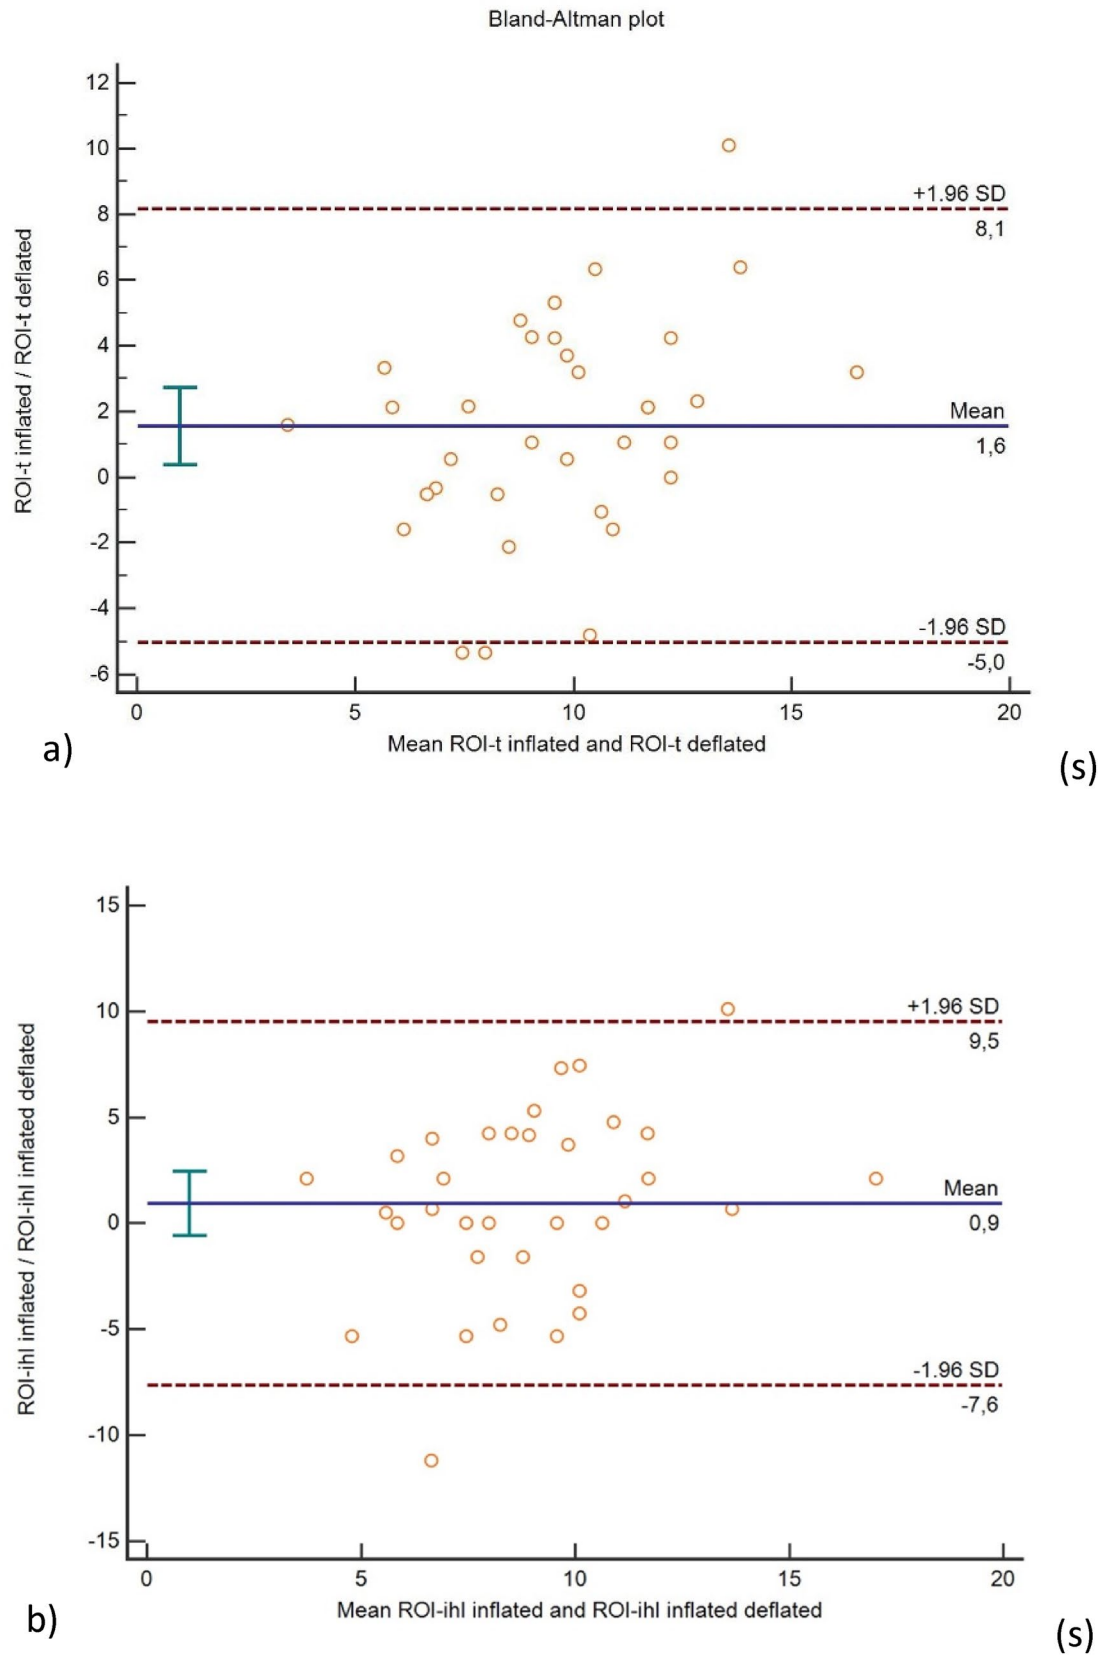 Bland-Altman plot
ROI-t inflated / ROI-t deflated
12
10
8
6
4
2
0
-2
-4
-6
+1.96 SD
8,1
Mean
1,6
-1.96 SD
-5,0
0 5 10 15 20
Mean ROI-t inflated and ROI-t deflated
a)
(s)
ROI-ihl inflated / ROI-ihl inflated deflated
15
10
5
0
-5
-10
-15
+1.96 SD
9,5
Mean
0,9
-1.96 SD
-7,6
0 5 10 15 20
Mean ROI-ihl inflated and ROI-ihl inflated deflated
b)
(s)